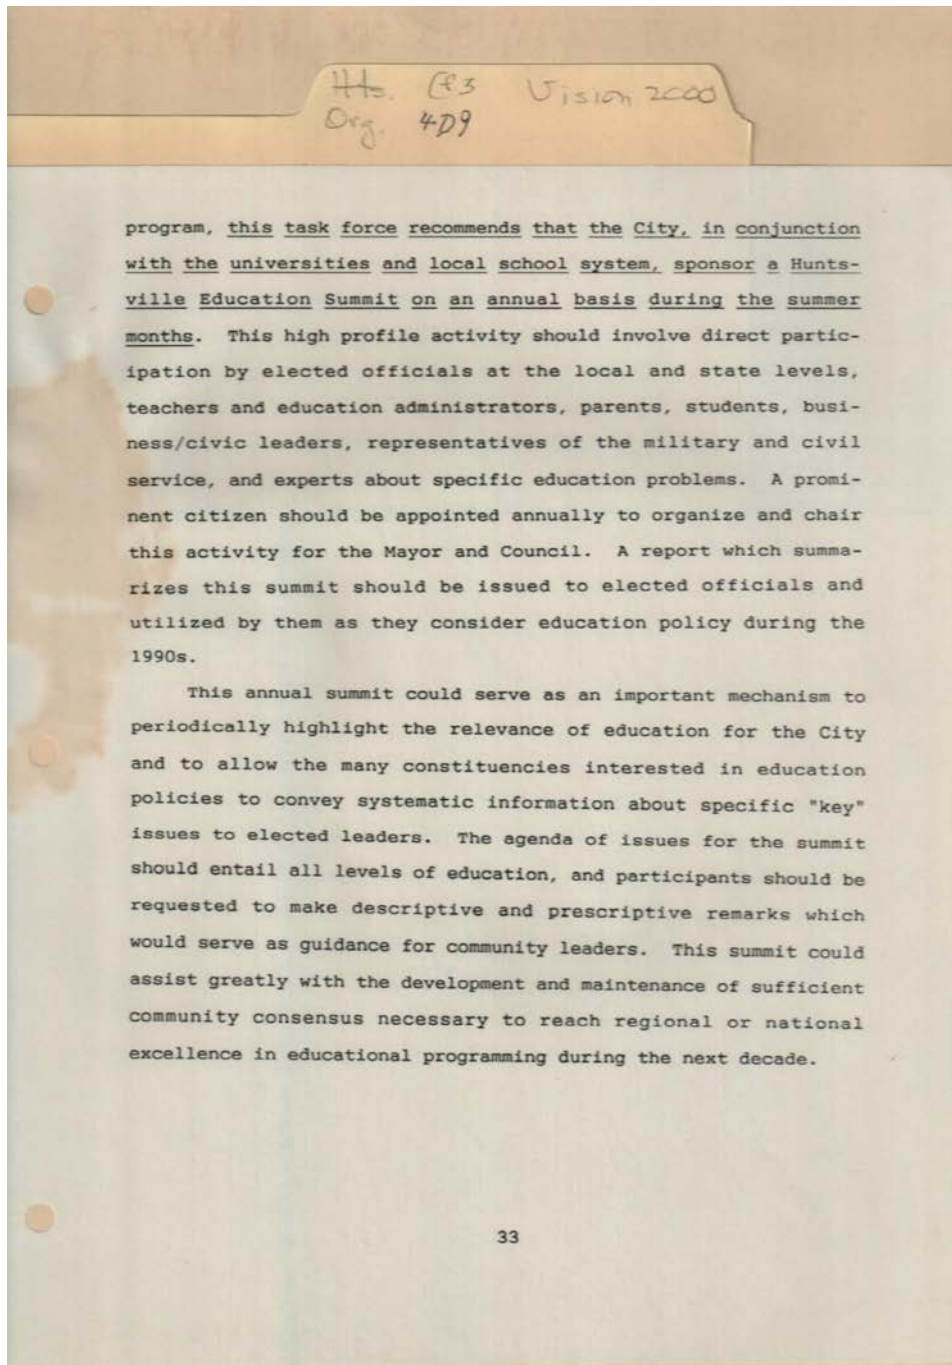 Hts. Cf3 Vision 2000
Org. 4D9
program, this task force recommends that the City, in conjunction
with the universities and local school system, sponsor a Hunts-
ville Education Summit on an annual basis during the summer
months. This high profile activity should involve direct partic-
ipation by elected officials at the local and state levels,
teachers and education administrators, parents, students, busi-
ness/civic leaders, representatives of the military and civil
service, and experts about specific education problems. A promi-
nent citizen should be appointed annually to organize and chair
this activity for the Mayor and Council. A report which summa-
rizes this summit should be issued to elected officials and
utilized by them as they consider education policy during the
1990s.
This annual summit could serve as an important mechanism to
periodically highlight the relevance of education for the City
and to allow the many constituencies interested in education
policies to convey systematic information about specific "key"
issues to elected leaders. The agenda of issues for the summit
should entail all levels of education, and participants should be
requested to make descriptive and prescriptive remarks which
would serve as guidance for community leaders. This summit could
assist greatly with the development and maintenance of sufficient
community consensus necessary to reach regional or national
excellence in educational programming during the next decade.
33